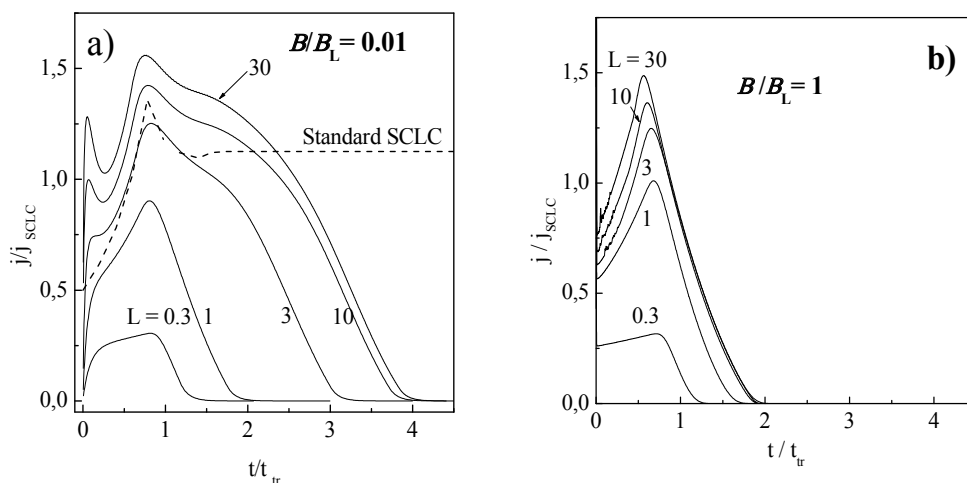 a)
B/B_L = 0.01
30
Standard SCLC
L = 0.3
1
3
10
1,5
1,0
0,5
0,0
j/j_SCLC
0
1
2
3
4
t/t_tr
b)
B/B_L = 1
L = 30
10
3
1
0.3
1,5
1,0
0,5
0,0
j / j_SCLC
0
1
2
3
4
t / t_tr